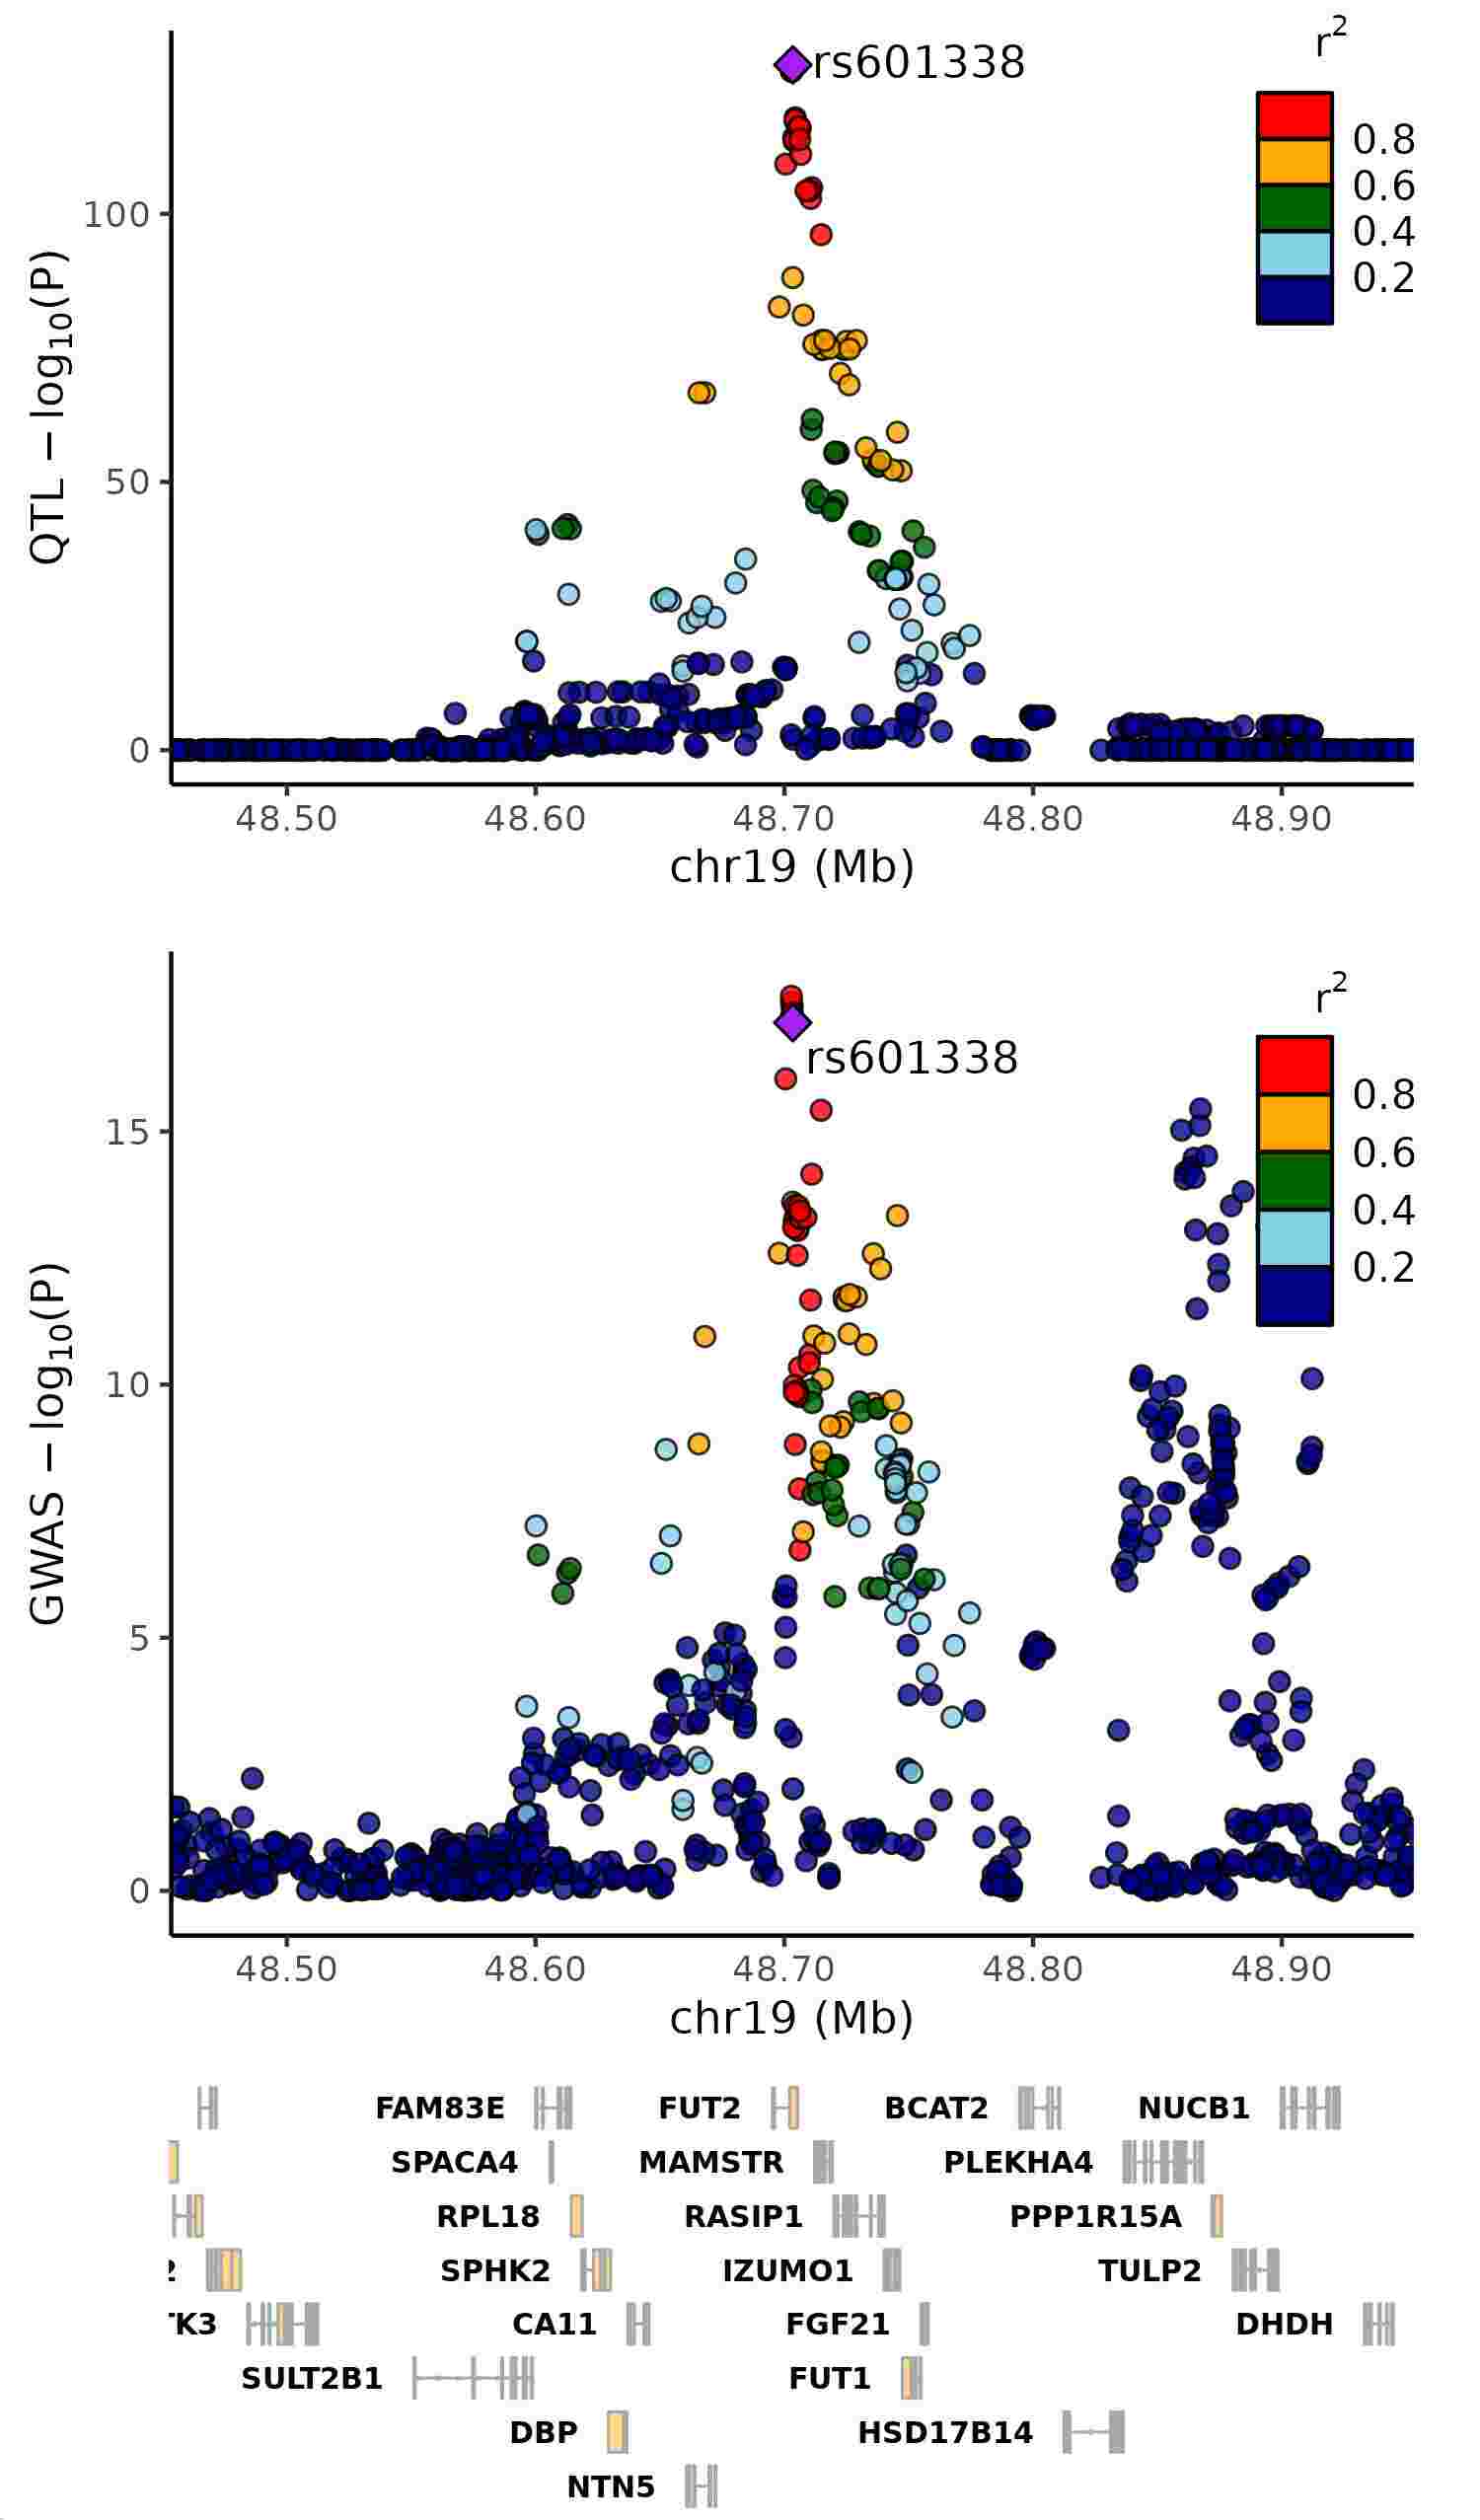 r²
rs601338
0.8
0.6
0.4
0.2
QTL − log₁₀(P)
100
50
0
48.50 48.60 48.70 48.80 48.90
chr19 (Mb)
r²
rs601338
0.8
0.6
0.4
0.2
GWAS − log₁₀(P)
15
10
5
0
48.50 48.60 48.70 48.80 48.90
chr19 (Mb)
FAM83E FUT2 BCAT2 NUCB1
SPACA4 MAMSTR PLEKHA4
RPL18 RASIP1 PPP1R15A
2 SPHK2 IZUMO1 TULP2
TK3 CA11 FGF21 DHDH
SULT2B1 FUT1
DBP HSD17B14
NTN5